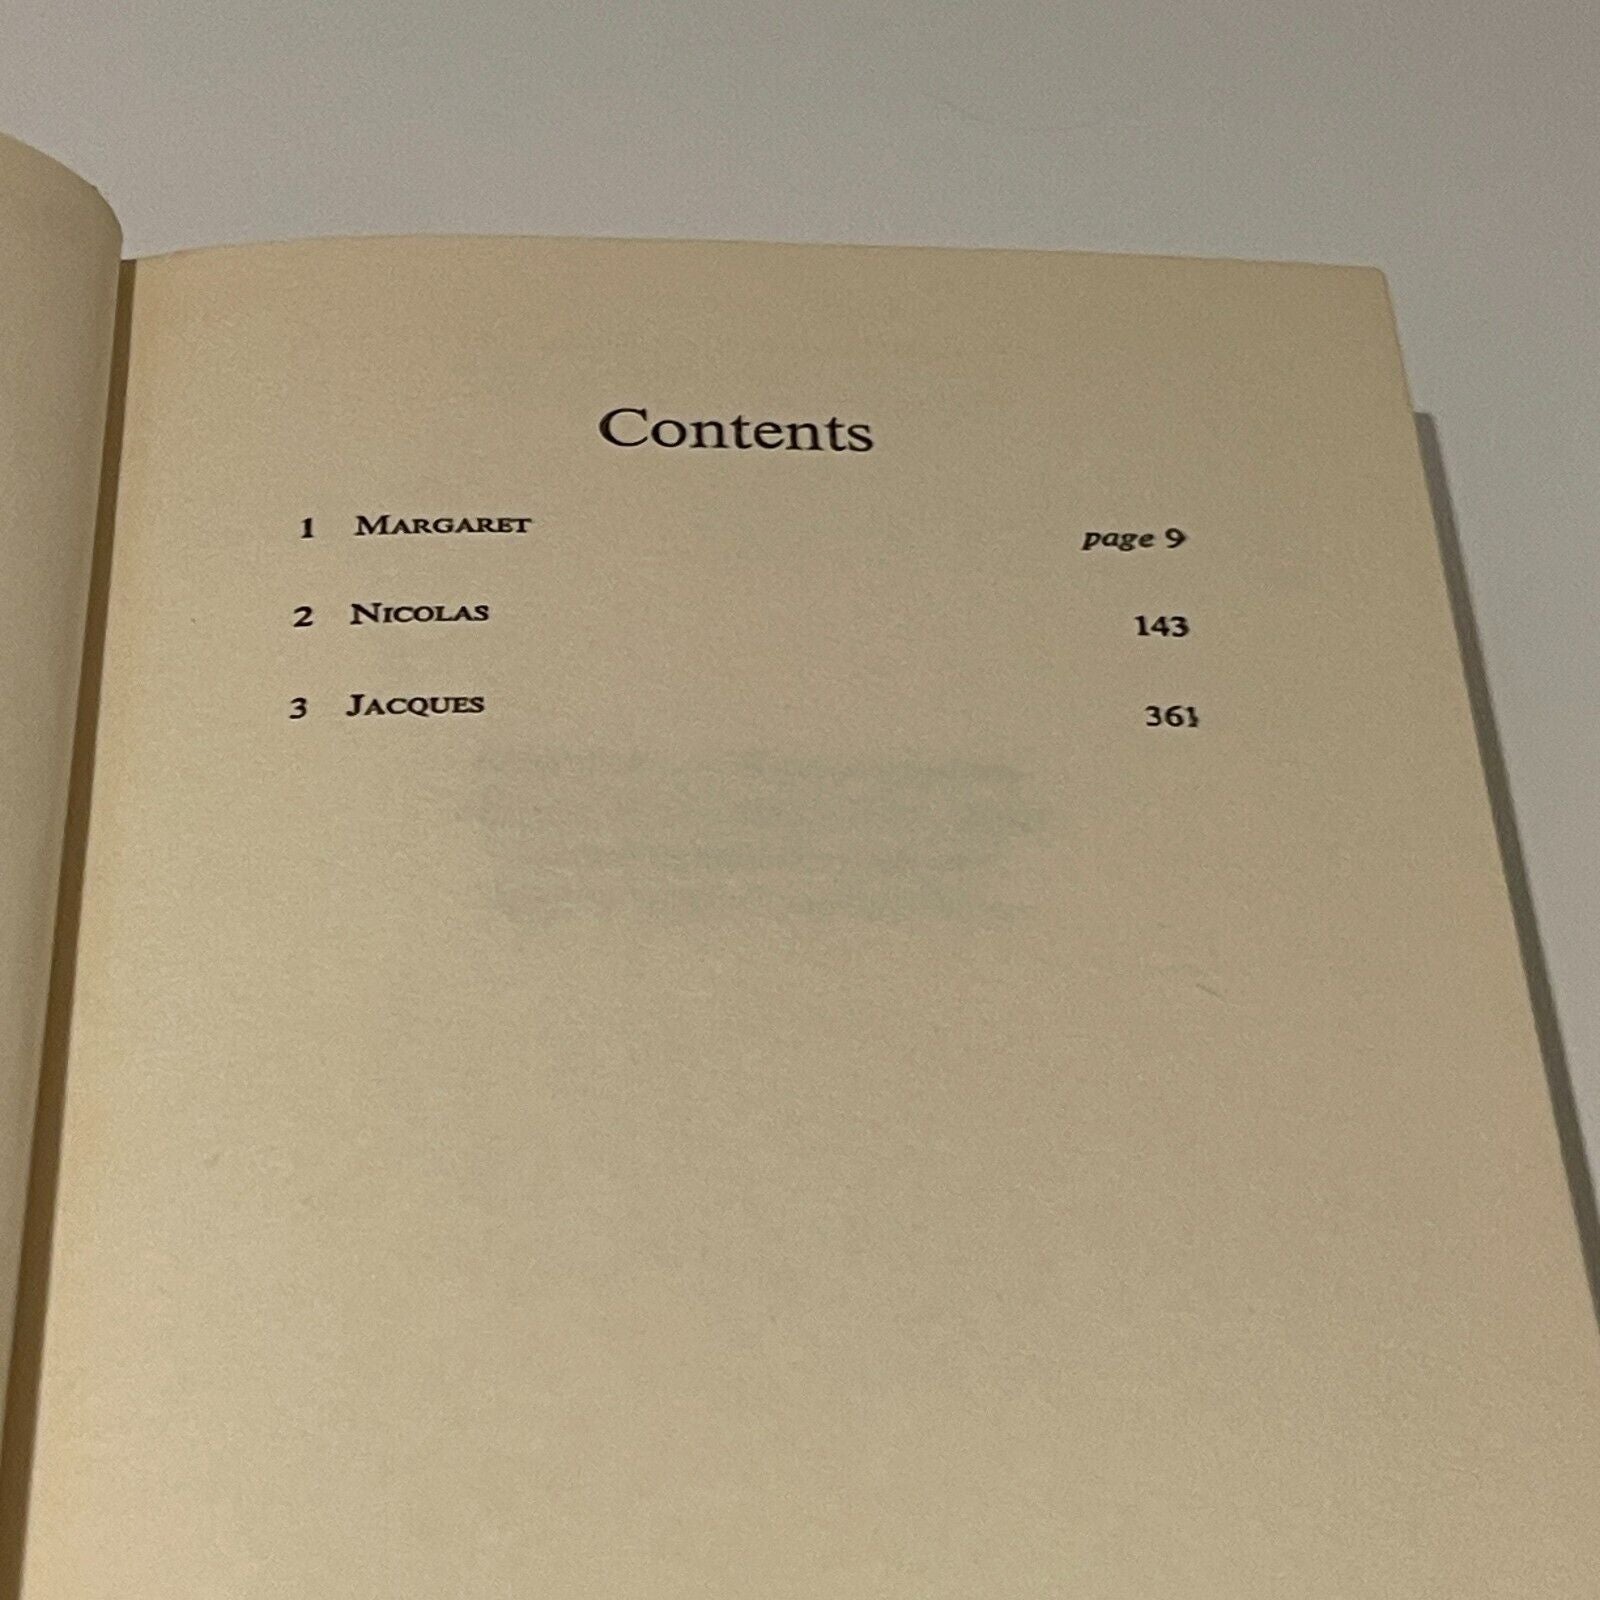 Contents
1 MARGARET page 9
2 NICOLAS 143
3 JACQUES 361